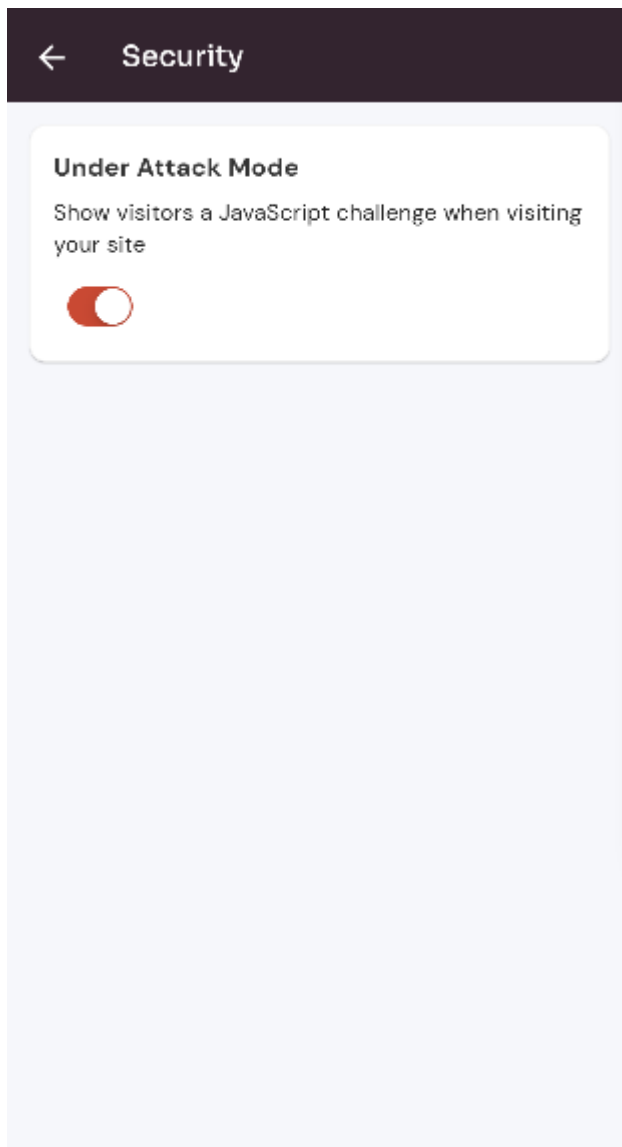 Security
Under Attack Mode
Show visitors a JavaScript challenge when visiting
your site